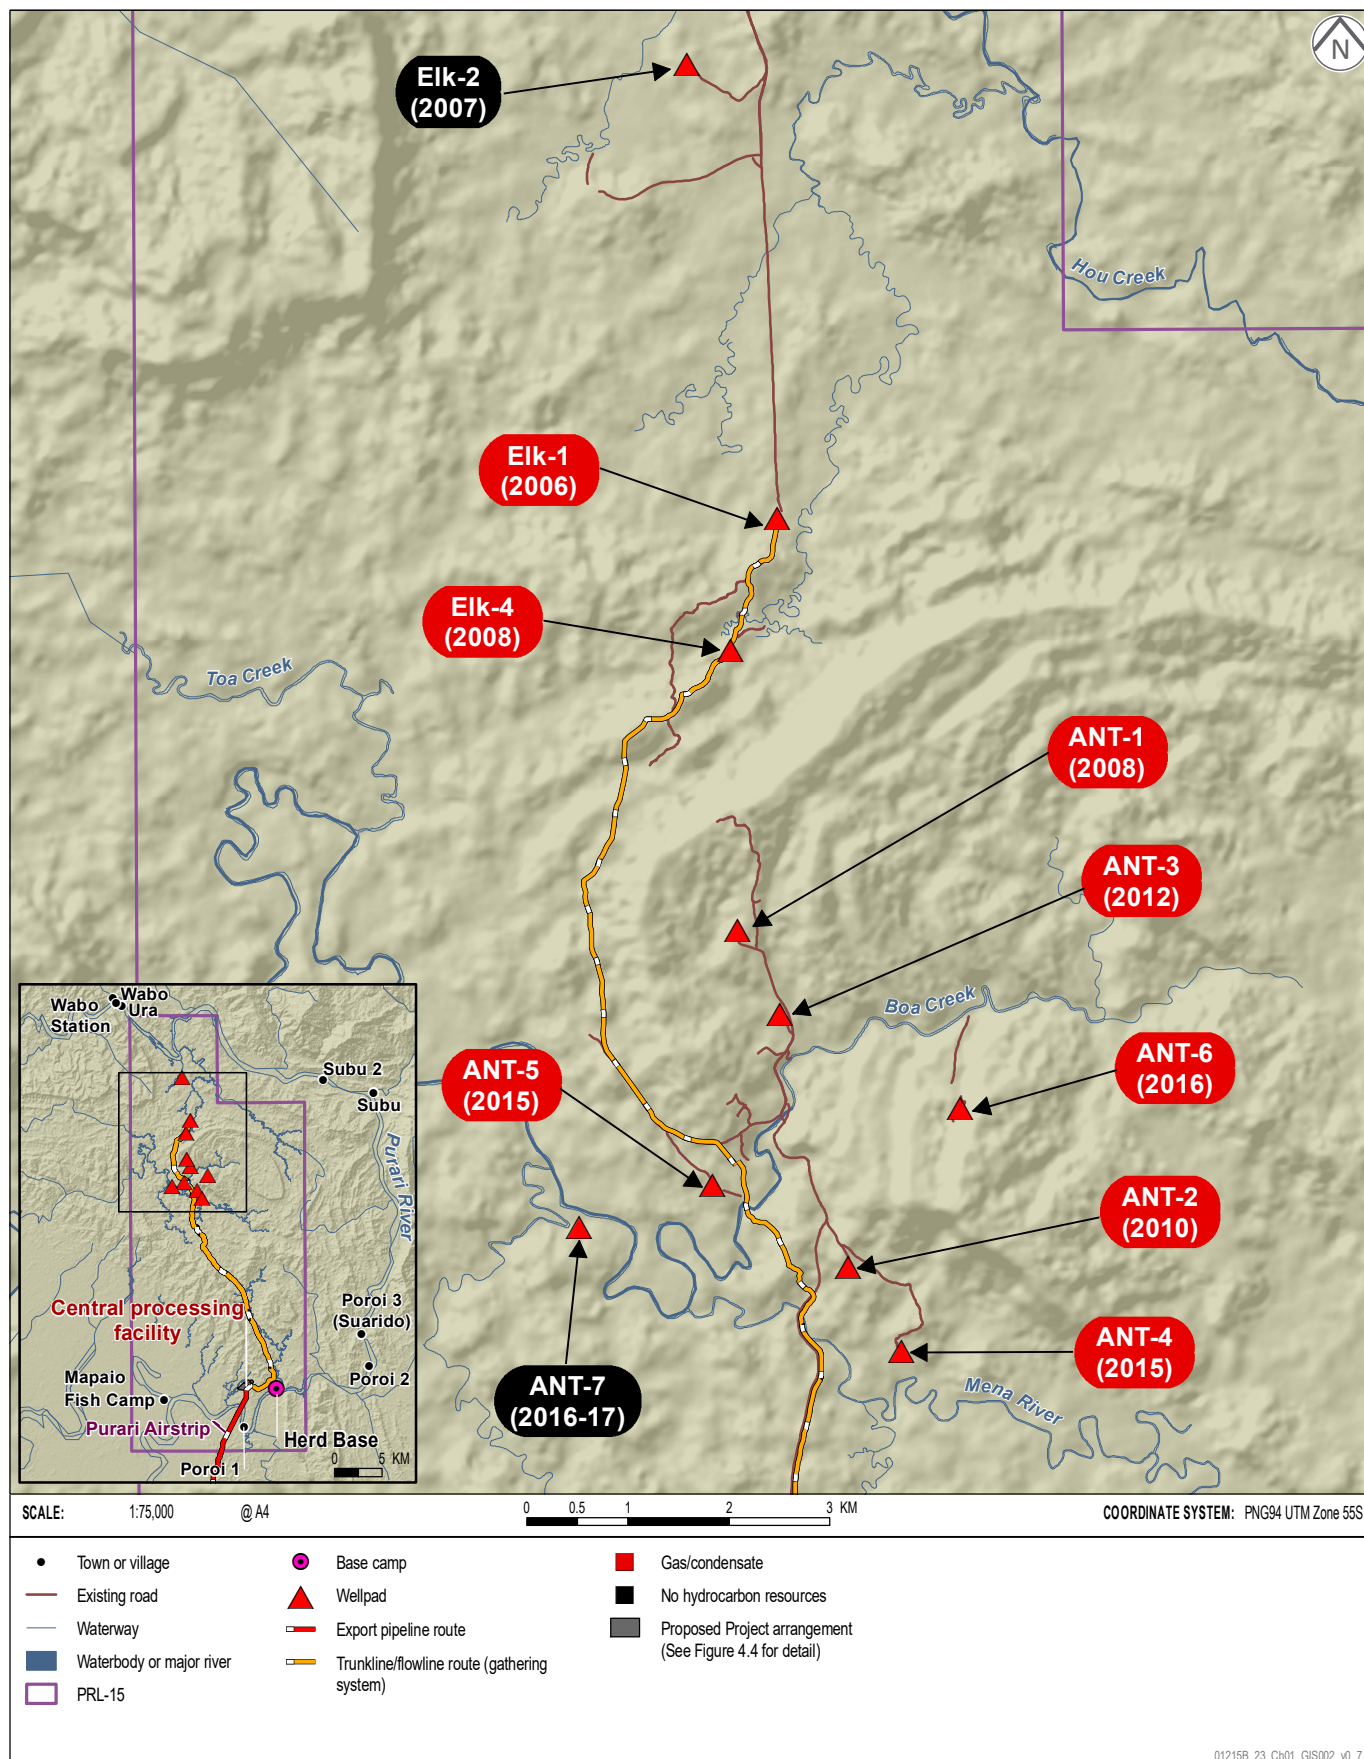 N
Elk-2
(2007)
Hou Creek
Elk-1
(2006)
Elk-4
(2008)
Toa Creek
ANT-1
(2008)
ANT-3
(2012)
Boa Creek
ANT-6
(2016)
ANT-5
(2015)
ANT-2
(2010)
ANT-4
(2015)
ANT-7
(2016-17)
Mena River
Wabo
Wabo
Ura
Station
Subu 2
Subu
Purari River
Central processing
facility
Poroi 3
(Suarido)
Poroi 2
Mapaio
Fish Camp
Purari Airstrip
Herd Base
Poroi 1
0 5 KM
SCALE: 1:75,000 @ A4
0 0.5 1 2 3 KM
COORDINATE SYSTEM: PNG94 UTM Zone 55S
Town or village
Existing road
Waterway
Waterbody or major river
PRL-15
Base camp
Wellpad
Export pipeline route
Trunkline/flowline route (gathering
system)
Gas/condensate
No hydrocarbon resources
Proposed Project arrangement
(See Figure 4.4 for detail)
01215B_23_Ch01_GIS002_v0_7